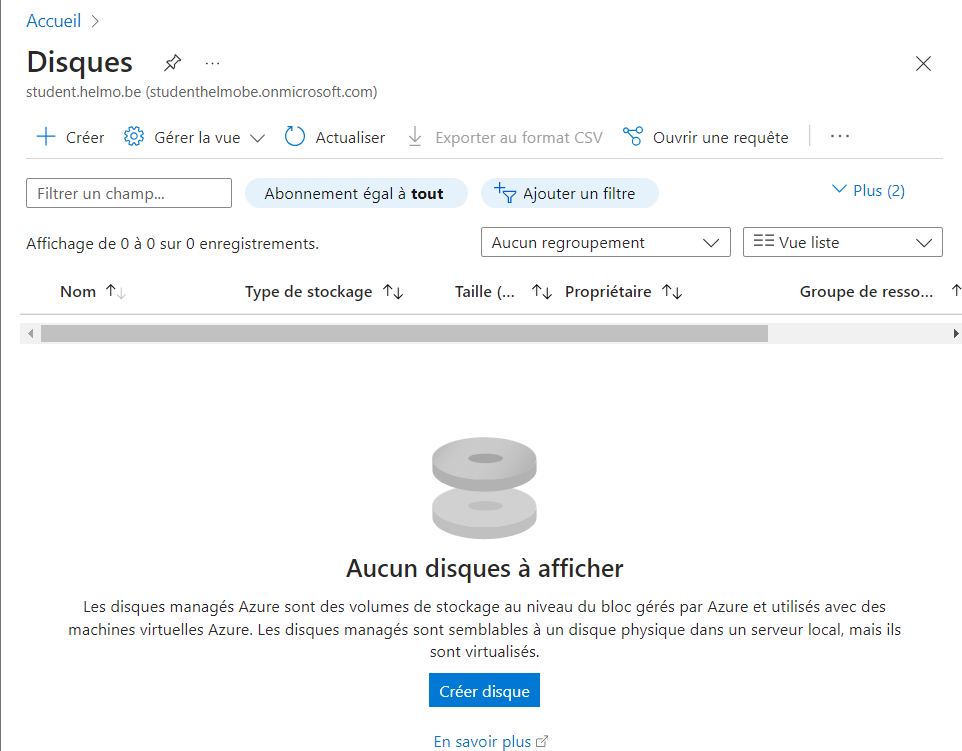 Accueil
Disques
student.helmo.be (studenthelmobe.onmicrosoft.com)
Créer Gérer la vue Actualiser Exporter au format CSV Ouvrir une requête
Filtrer un champ... Abonnement égal à tout Ajouter un filtre Plus (2)
Affichage de 0 à 0 sur 0 enregistrements. Aucun regroupement Vue liste
Nom Type de stockage Taille (... Propriétaire Groupe de resso...
Aucun disques à afficher
Les disques managés Azure sont des volumes de stockage au niveau du bloc gérés par Azure et utilisés avec des
machines virtuelles Azure. Les disques managés sont semblables à un disque physique dans un serveur local, mais ils
sont virtualisés.
Créer disque
En savoir plus